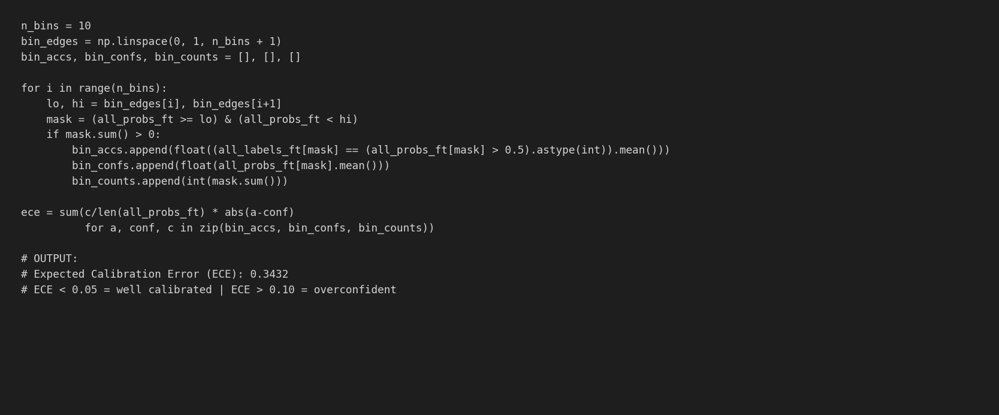 n_bins = 10
bin_edges = np.linspace(0, 1, n_bins + 1)
bin_accs, bin_confs, bin_counts = [], [], []

for i in range(n_bins):
    lo, hi = bin_edges[i], bin_edges[i+1]
    mask = (all_probs_ft >= lo) & (all_probs_ft < hi)
    if mask.sum() > 0:
        bin_accs.append(float((all_labels_ft[mask] == (all_probs_ft[mask] > 0.5).astype(int)).mean()))
        bin_confs.append(float(all_probs_ft[mask].mean()))
        bin_counts.append(int(mask.sum()))

ece = sum(c/len(all_probs_ft) * abs(a-conf)
          for a, conf, c in zip(bin_accs, bin_confs, bin_counts))

# OUTPUT:
# Expected Calibration Error (ECE): 0.3432
# ECE < 0.05 = well calibrated | ECE > 0.10 = overconfident